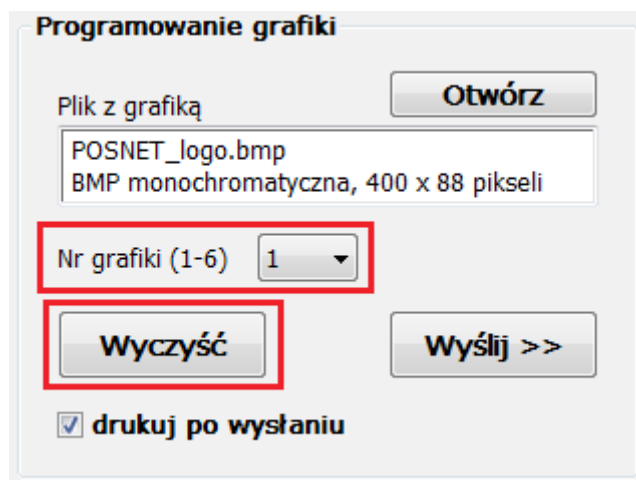 Programowanie grafiki
Plik z grafiką
Otwórz
POSNET_logo.bmp
BMP monochromatyczna, 400 x 88 pikseli
Nr grafiki (1-6) 1
Wyczyść
Wyślij >>
drukuj po wysłaniu